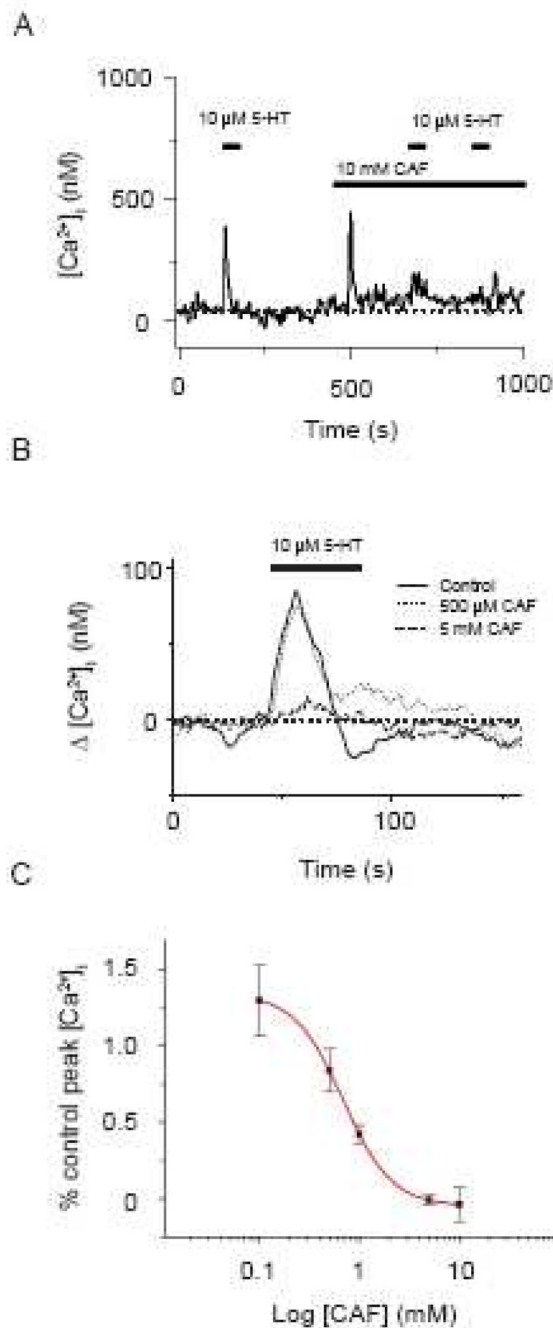 A
1000
10 µM 5-HT
10 µM 5-HT
10 mM CAF
500
0
[Ca²⁺]ᵢ (nM)
0
500
1000
Time (s)
B
10 µM 5-HT
100
Control
500 µM CAF
5 mM CAF
0
Δ [Ca²⁺]ᵢ (nM)
0
100
Time (s)
C
1.5
1.0
0.5
0
% control peak [Ca²⁺]ᵢ
0.1
1
10
Log [CAF] (mM)